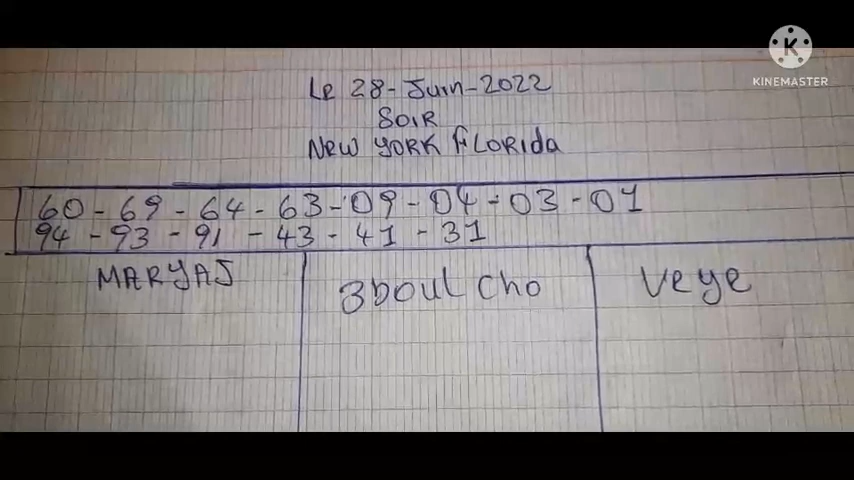 KINEMASTER
Le 28-Juin-2022
SOIR
New YORK FLORIda
60 - 69 - 64 - 63 - 09 - 04 - 03 - 01
94 - 93 - 91 - 43 - 41 - 31
MARYAJ
3boul cho
Veye